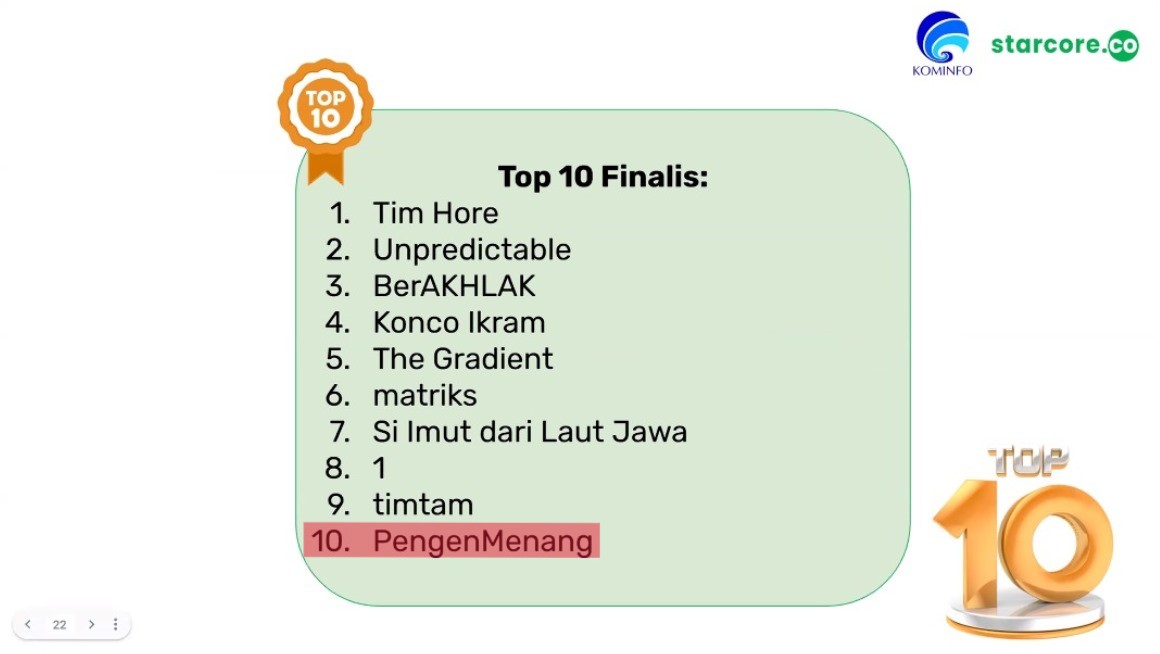 KOMINFO
starcore.co
TOP
10
Top 10 Finalis:
1. Tim Hore
2. Unpredictable
3. BerAKHLAK
4. Konco Ikram
5. The Gradient
6. matriks
7. Si Imut dari Laut Jawa
8. 1
9. timtam
10. PengenMenang
TOP
10
22